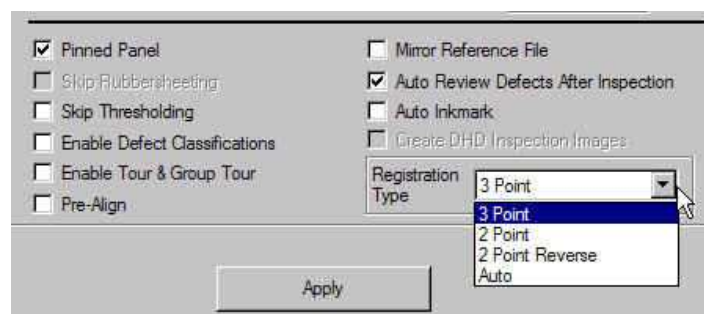 Pinned Panel
Skip Rubbersheeting
Skip Thresholding
Enable Defect Classifications
Enable Tour & Group Tour
Pre-Align
Mirror Reference File
Auto Review Defects After Inspection
Auto Inkmark
Create DHD Inspection Images
Registration
Type
3 Point
3 Point
2 Point
2 Point Reverse
Auto
Apply